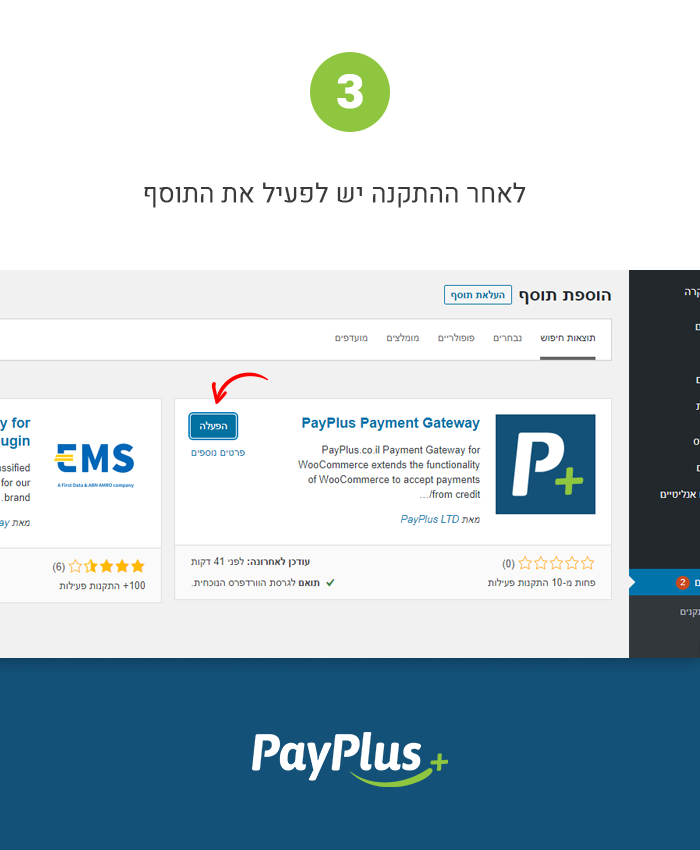 3
לאחר ההתקנה יש לפעיל את התוסף
הוספת תוסף
העלאת תוסף
תוצאות חיפוש
נבחרים
פופולריים
מומלצים
מועדפים
PayPlus Payment Gateway
PayPlus.co.il Payment Gateway for
WooCommerce extends the functionality
of WooCommerce to accept payments
.../from credit
מאת PayPlus LTD
הפעלה
פרטים נוספים
P+
(0)
פחות מ-10 התקנות פעילות
עודכן לאחרונה: לפני 41 דקות
תואם לגרסת הוורדפרס הנוכחית.
y for
ugin
EMS
A First Data & ABN AMRO company
ssified
for our
.brand
מאת ay
(6)
100+ התקנות פעילות
קרה
אנליטיים
2
PayPlus+